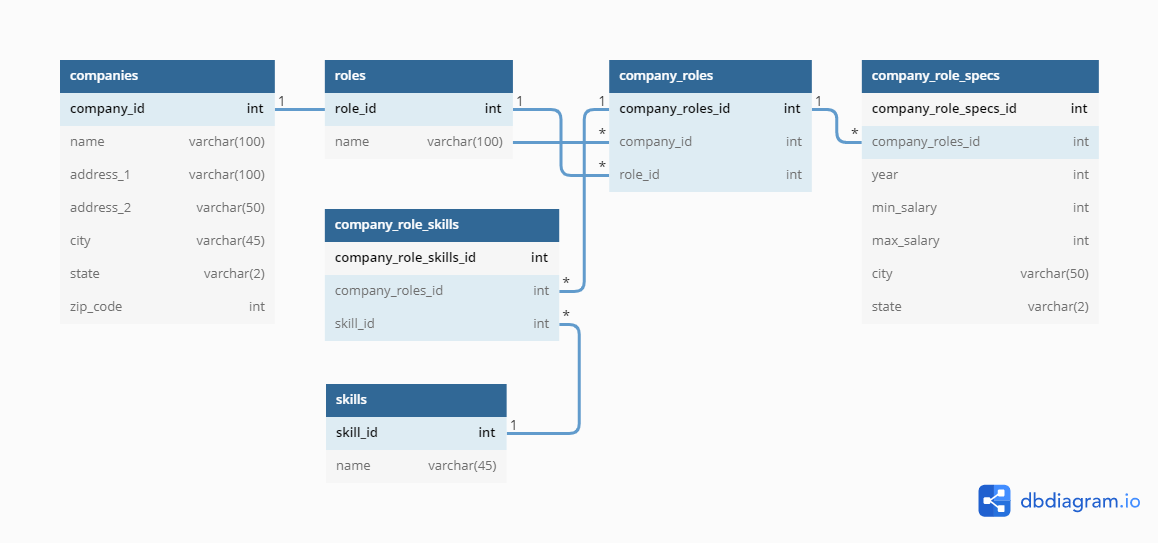 companies
company_id int
name varchar(100)
address_1 varchar(100)
address_2 varchar(50)
city varchar(45)
state varchar(2)
zip_code int
1
roles
role_id int
name varchar(100)
1
company_roles
company_roles_id int
company_id int
role_id int
1
*
*
1
company_role_specs
company_role_specs_id int
company_roles_id int
year int
min_salary int
max_salary int
city varchar(50)
state varchar(2)
*
company_role_skills
company_role_skills_id int
company_roles_id int
skill_id int
*
*
skills
skill_id int
name varchar(45)
1
dbdiagram.io